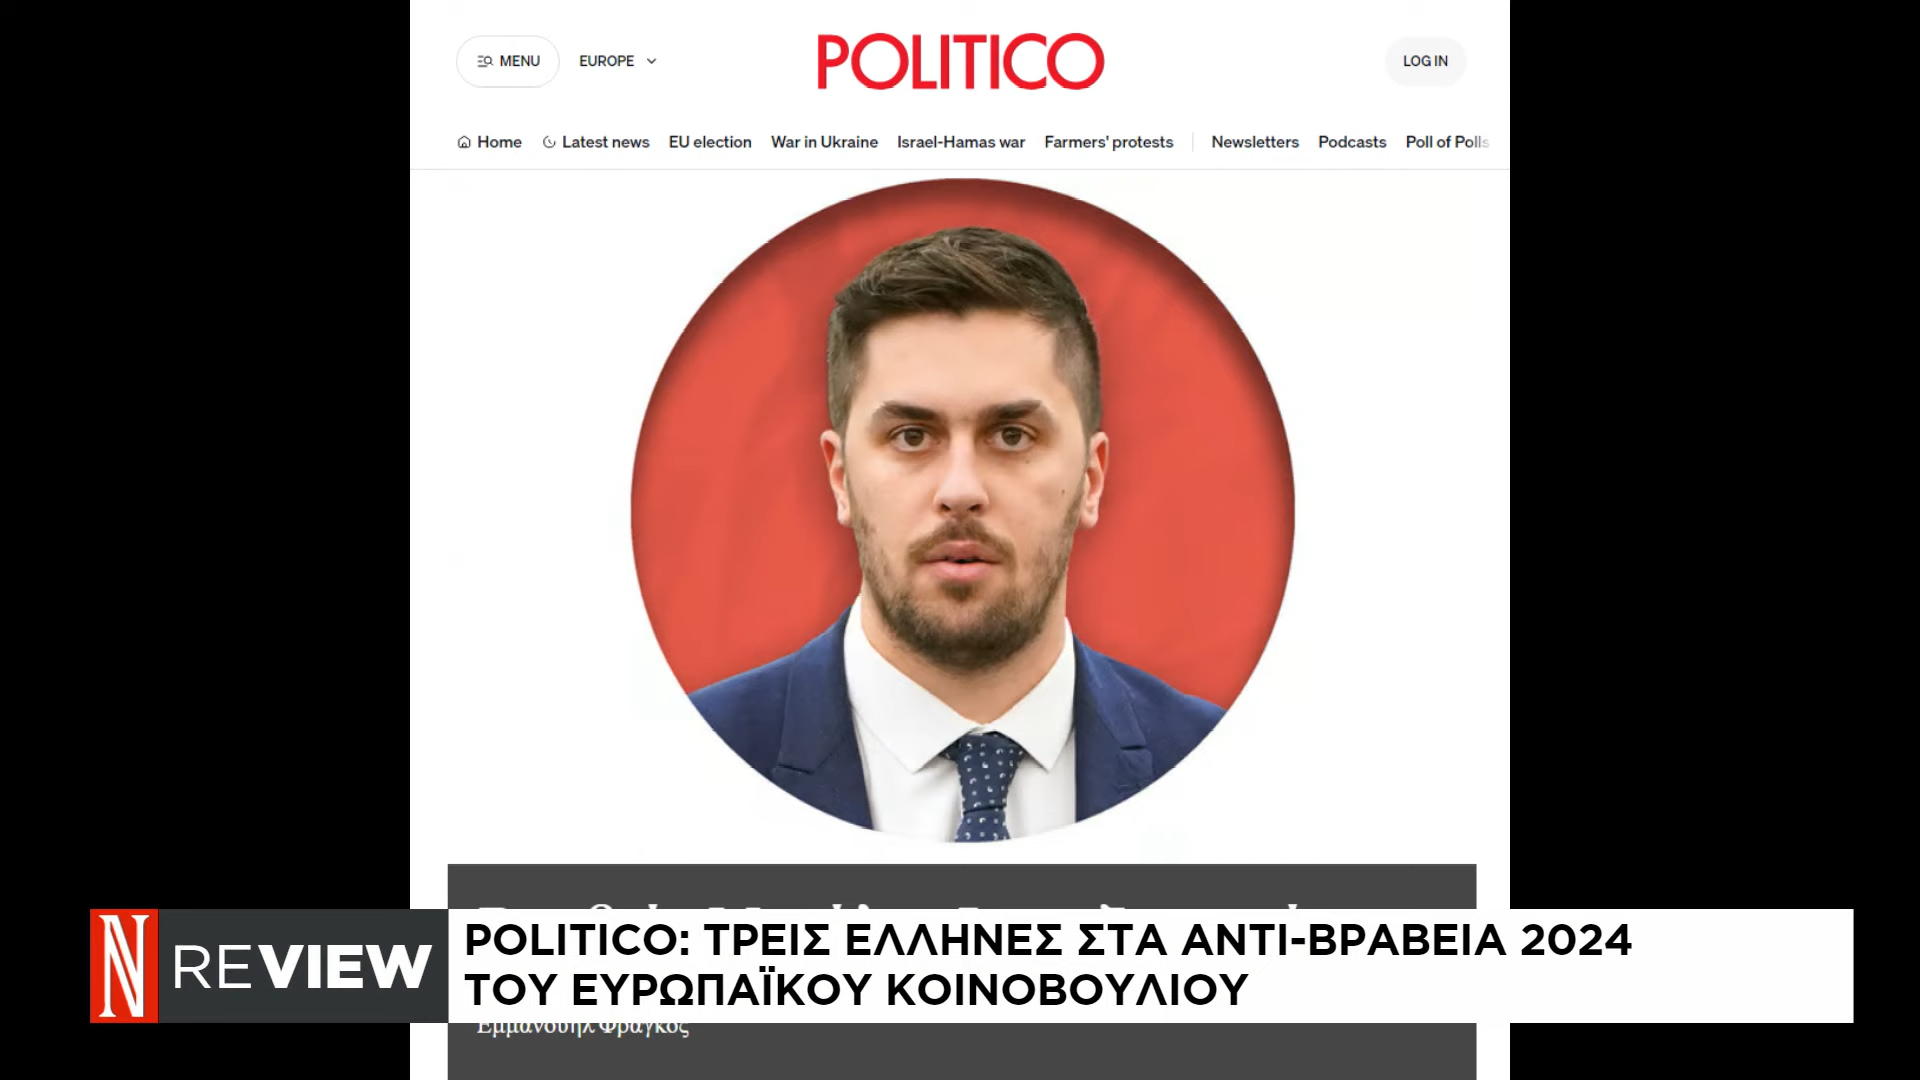 MENU
EUROPE
POLITICO
LOG IN
Home
Latest news
EU election
War in Ukraine
Israel-Hamas war
Farmers' protests
Newsletters
Podcasts
Poll of Polls
N REVIEW
POLITICO: ΤΡΕΙΣ ΕΛΛΗΝΕΣ ΣΤΑ ΑΝΤΙ-ΒΡΑΒΕΙΑ 2024
ΤΟΥ ΕΥΡΩΠΑΪΚΟΥ ΚΟΙΝΟΒΟΥΛΙΟΥ
Εμμανουήλ Φράγκος